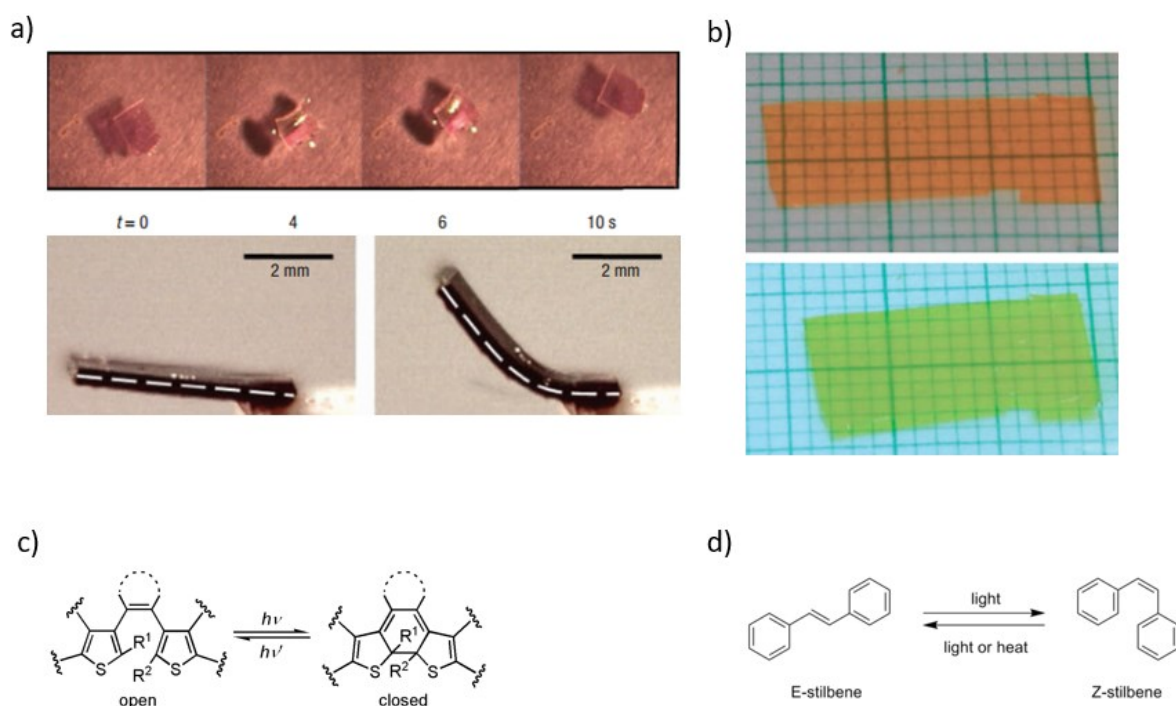 a)
b)
t = 0 4 6 10 s
2 mm 2 mm
c)
d)
hν
hν'
R¹ R¹
S R² S S R² S
open closed
light
light or heat
E-stilbene Z-stilbene